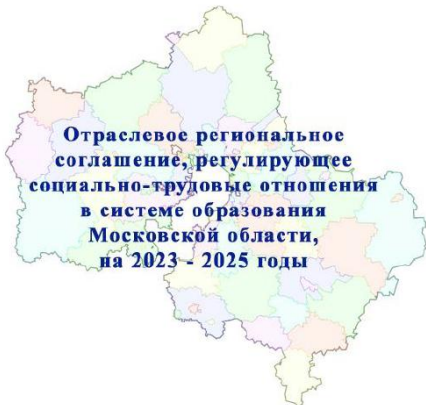 Отраслевое региональное
соглашение, регулирующее
социально-трудовые отношения
в системе образования
Московской области,
на 2023 - 2025 годы